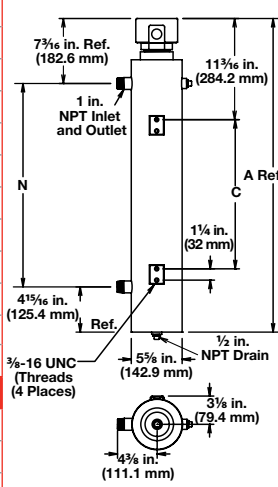 7³⁄₁₆ in. Ref.
(182.6 mm)
11³⁄₁₆ in.
(284.2 mm)
1 in.
NPT Inlet
and Outlet
A Ref.
N
C
1¼ in.
(32 mm)
4¹⁵⁄₁₆ in.
(125.4 mm)
Ref.
³⁄₈-16 UNC
(Threads
(4 Places)
5⅝ in.
(142.9 mm)
½ in.
NPT Drain
3⅛ in.
(79.4 mm)
4⅜ in.
(111.1 mm)